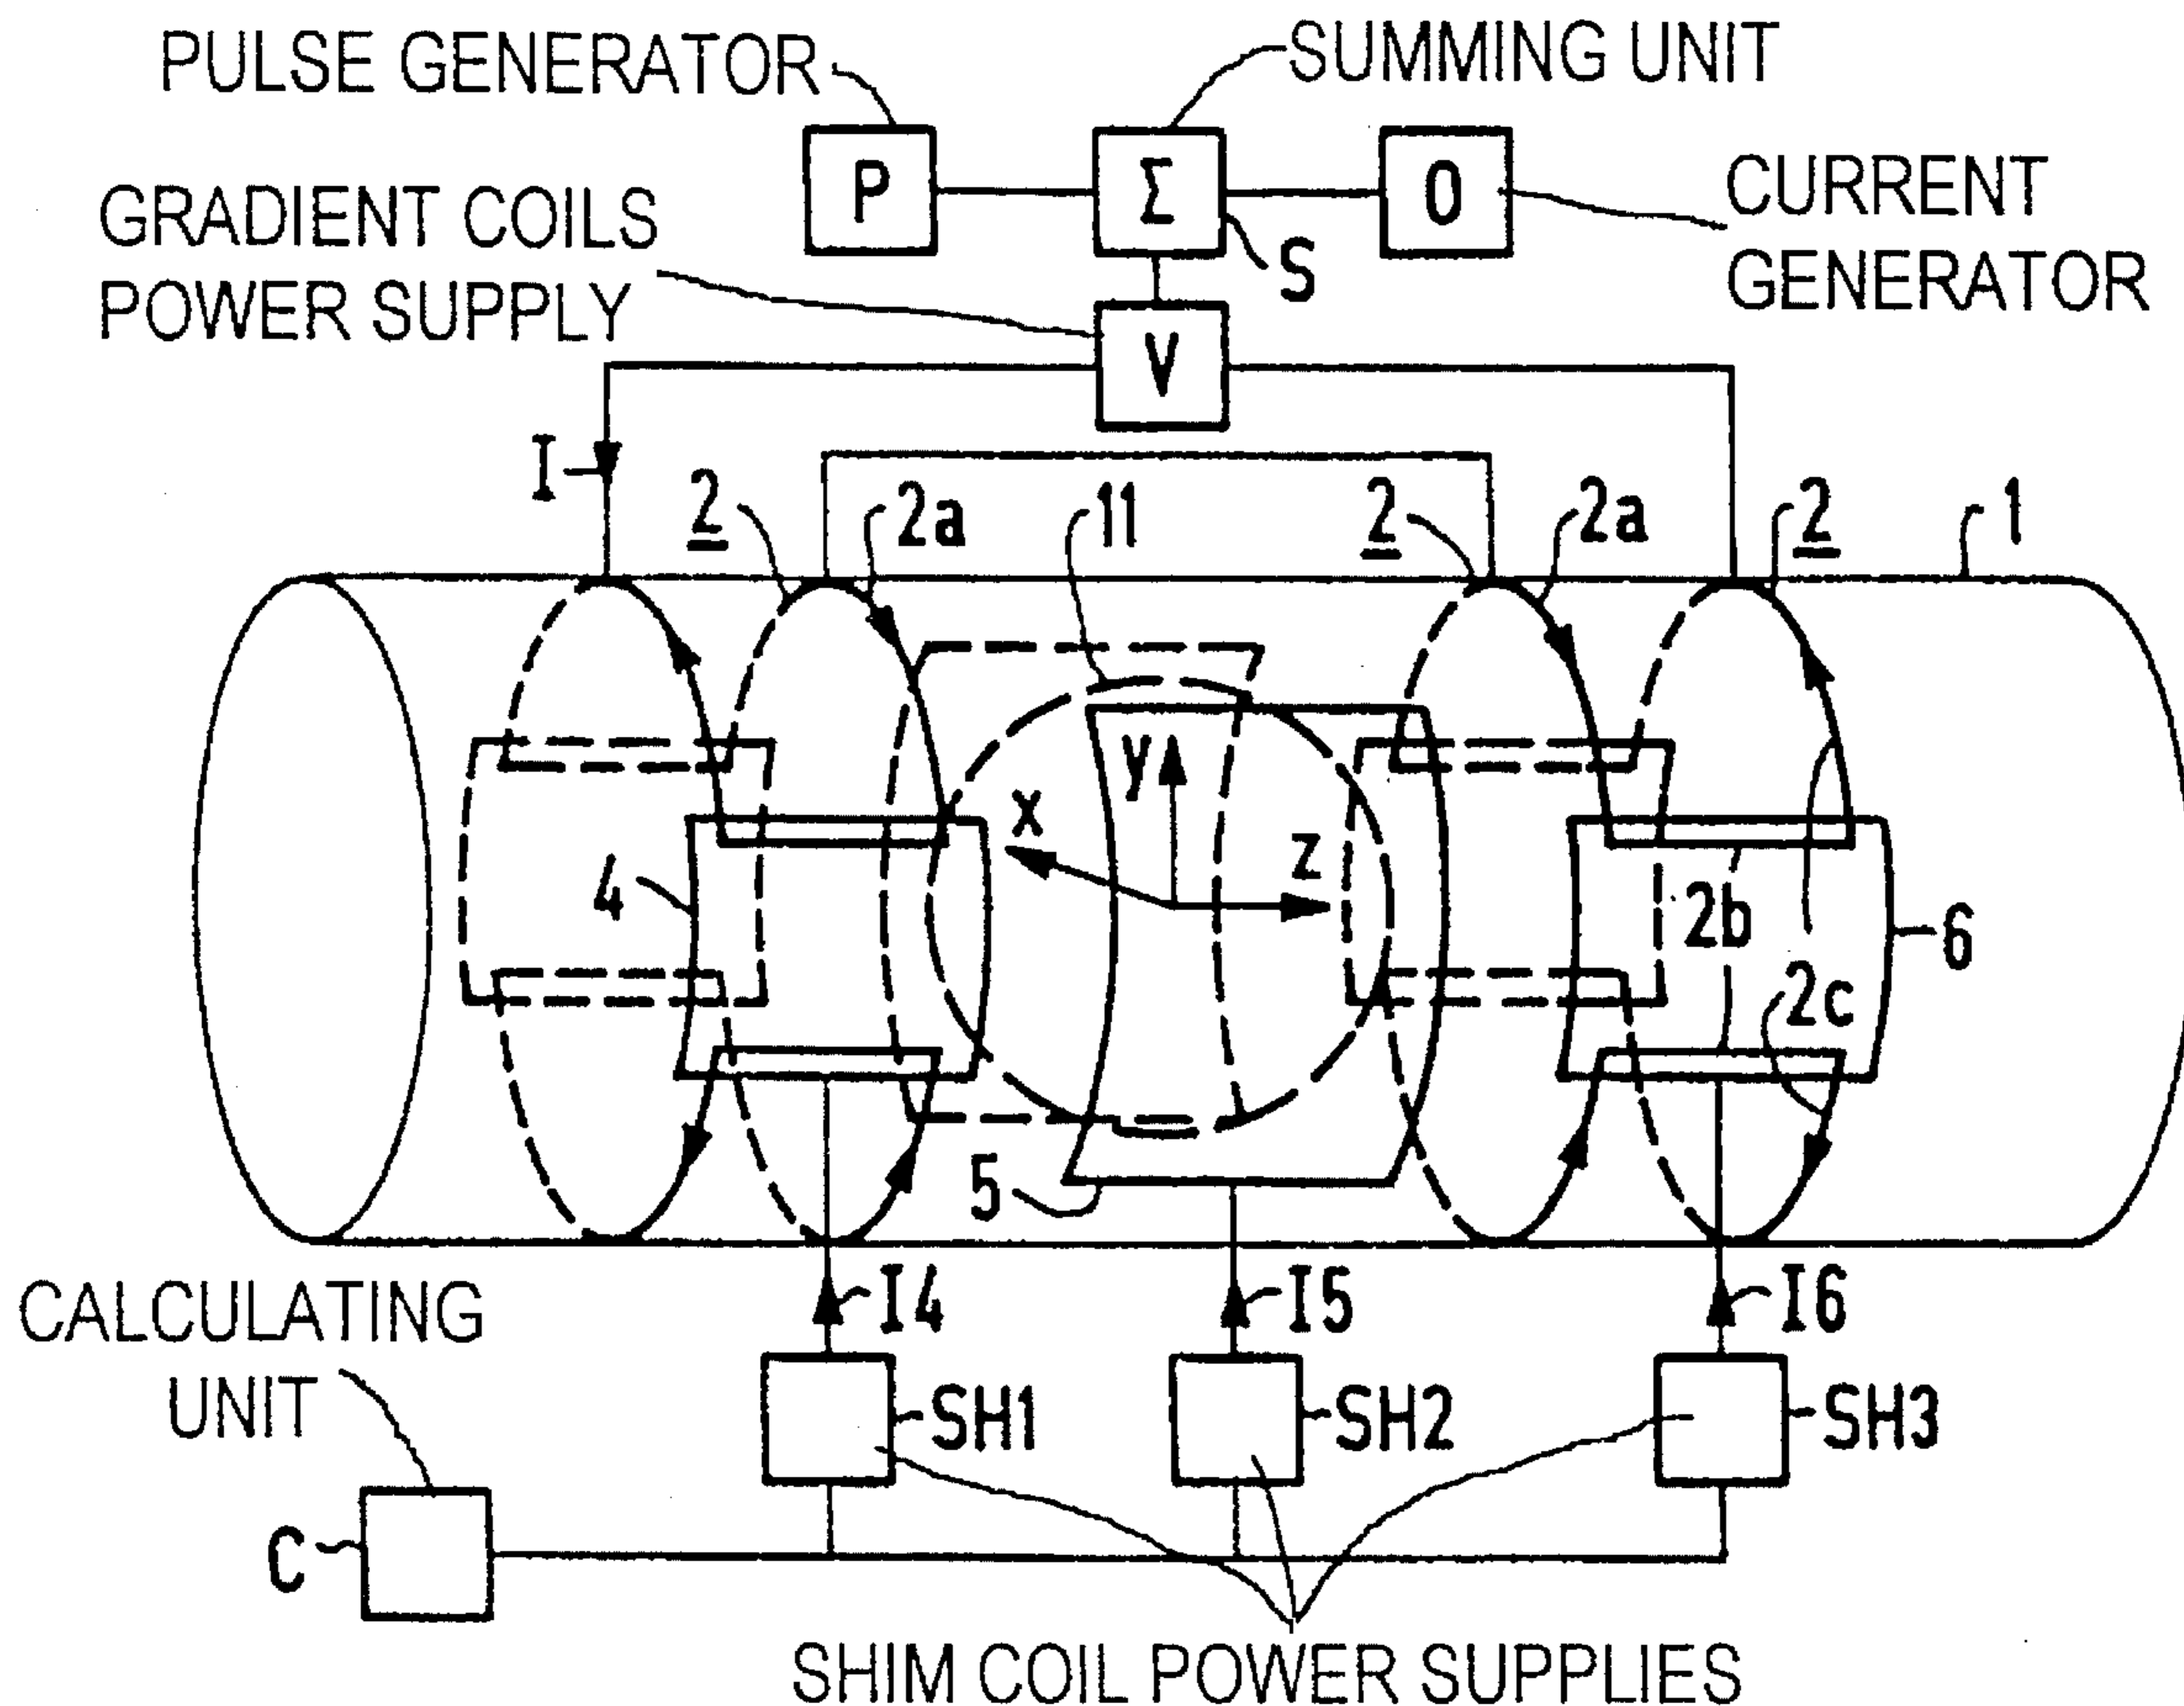 PULSE GENERATOR
SUMMING UNIT
P
Σ
O
S
GRADIENT COILS
POWER SUPPLY
CURRENT
GENERATOR
V
I
2
2a
11
2
2a
2
1
y
x
z
4
2b
6
2c
5
I4
I5
I6
CALCULATING
UNIT
SH1
SH2
SH3
C
SHIM COIL POWER SUPPLIES